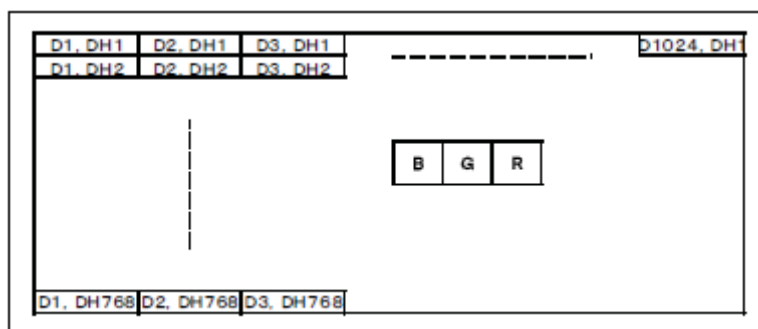 D1, DH1 D2, DH1 D3, DH1 D1024, DH1
D1, DH2 D2, DH2 D3, DH2
B G R
D1, DH768 D2, DH768 D3, DH768